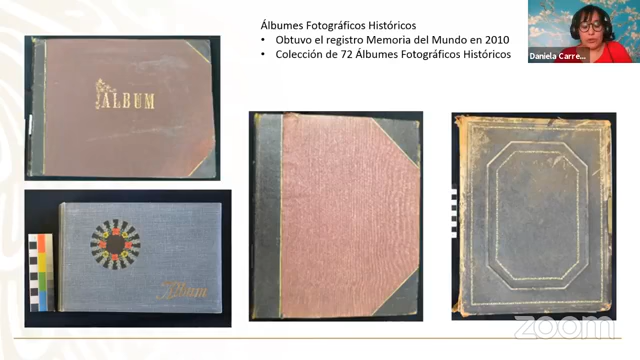 Álbumes Fotográficos Históricos
• Obtuvo el registro Memoria del Mundo en 2010
• Colección de 72 Álbumes Fotográficos Históricos
Daniela Carre...
ALBUM
Album
zoom